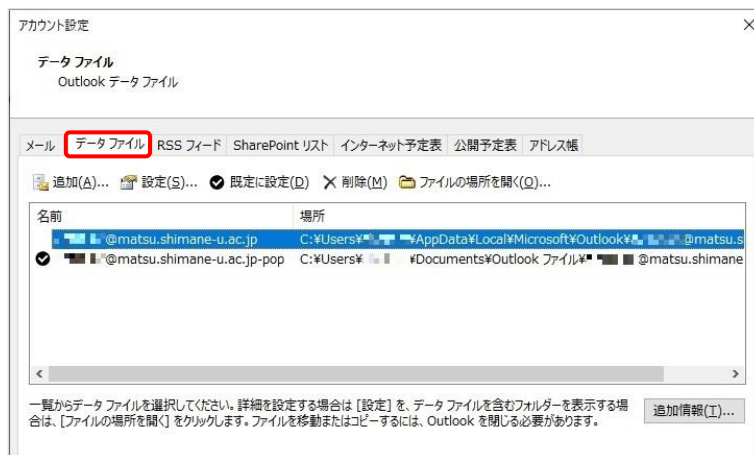 アカウント設定
データ ファイル
Outlook データ ファイル
メール データ ファイル RSS フィード SharePoint リスト インターネット予定表 公開予定表 アドレス帳
追加(A)... 設定(S)... 既定に設定(D) 削除(M) ファイルの場所を開く(O)...
名前 場所
@matsu.shimane-u.ac.jp C:¥Users¥ ¥AppData¥Local¥Microsoft¥Outlook¥ @matsu.s
@matsu.shimane-u.ac.jp-pop C:¥Users¥ ¥Documents¥Outlook ファイル¥ @matsu.shimane
一覧からデータ ファイルを選択してください。詳細を設定する場合は [設定] を、データ ファイルを含むフォルダーを表示する場
合は、[ファイルの場所を開く] をクリックします。ファイルを移動またはコピーするには、Outlook を閉じる必要があります。
追加情報(T)...